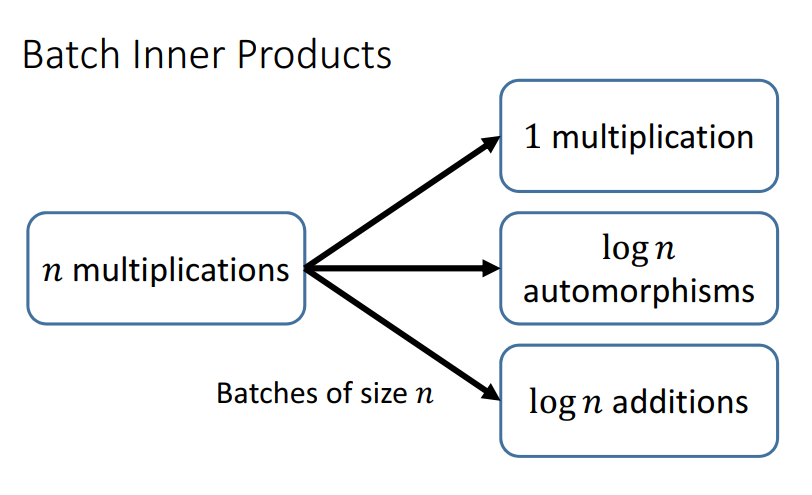 Batch Inner Products
1 multiplication
n multiplications
log n
automorphisms
Batches of size n
log n additions